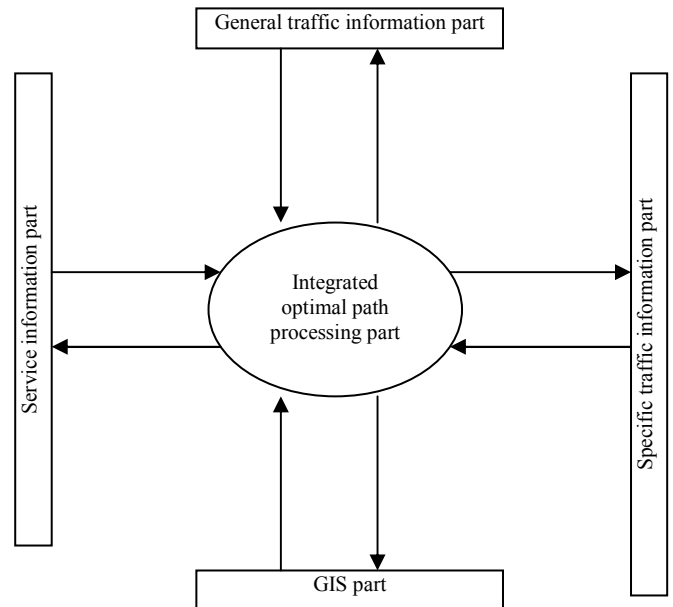 General traffic information part
Service information part
Integrated
optimal path
processing part
Specific traffic information part
GIS part